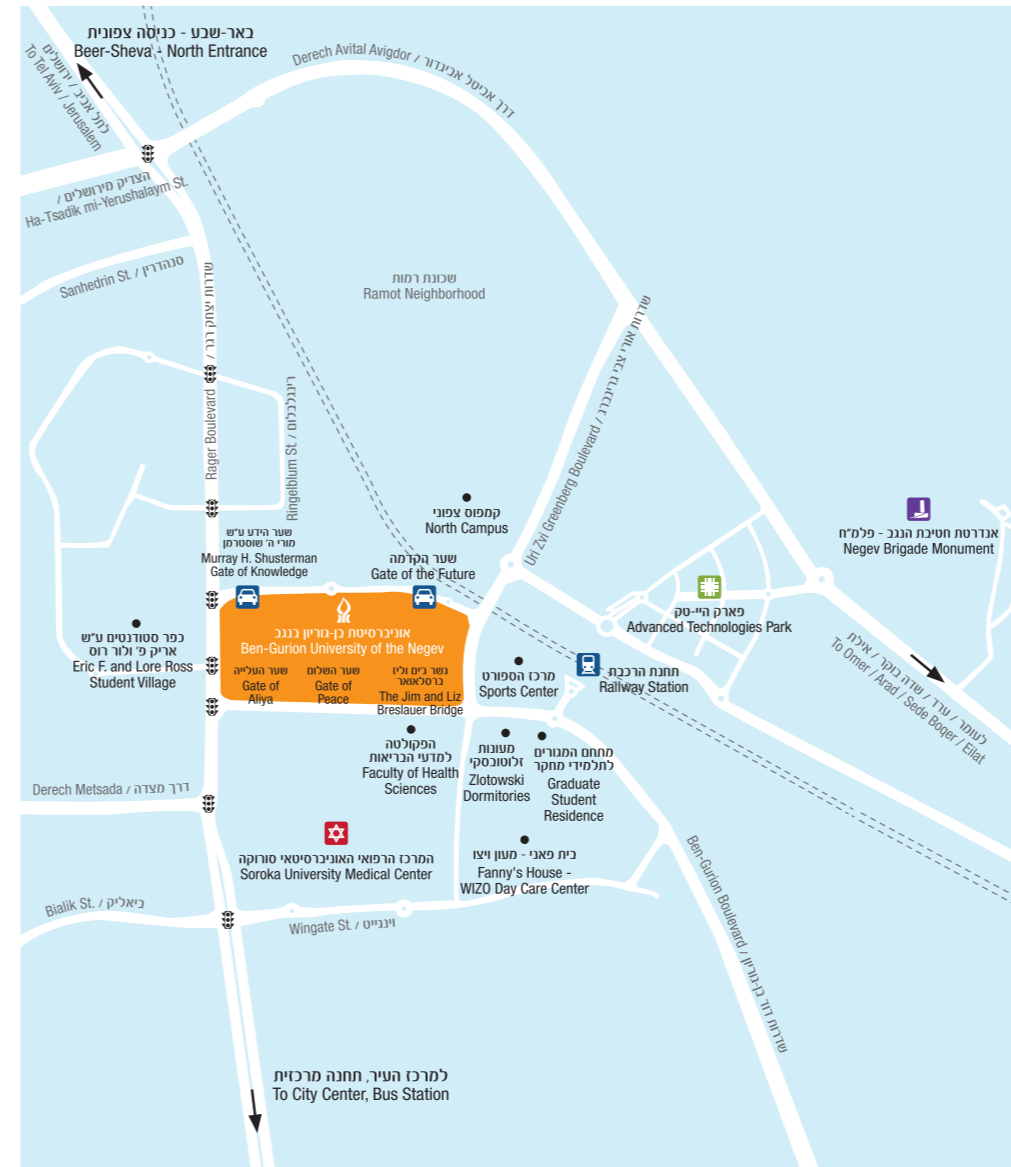 באר-שבע - כניסה צפונית
Beer-Sheva - North Entrance
לתל אביב / ירושלים
To Tel Aviv / Jerusalem
Derech Avital Avigdor / דרך אביטל אביגדור
הצדיק מירושלים /
Ha-Tsadik mi-Yerushalaym St.
Sanhedrin St. / סנהדרין
שכונת רמות
Ramot Neighborhood
Rager Boulevard / שדרות יצחק רגר
Ringelblum St. / רינגלבלום
Uri Zvi Greenberg Boulevard / שדרות אורי צבי גרינברג
קמפוס צפוני
North Campus
אנדרטת חטיבת הנגב - פלמ"ח
Negev Brigade Monument
שער הידע ע"ש
מורי ה' שוסטרמן
Murray H. Shusterman
Gate of Knowledge
שער הקדמה
Gate of the Future
פארק היי-טק
Advanced Technologies Park
אוניברסיטת בן-גוריון בנגב
Ben-Gurion University of the Negev
כפר סטודנטים ע"ש
אריק פ' ולור רוס
Eric F. and Lore Ross
Student Village
שער העלייה
Gate of
Aliya
שער השלום
Gate of
Peace
גשר ג'ים וליז
ברסלאואר
The Jim and Liz
Breslauer Bridge
מרכז הספורט
Sports Center
תחנת הרכבת
Railway Station
לעומר / ערד / שדה בוקר / אילת
To Omer / Arad / Sede Boqer / Eilat
הפקולטה
למדעי הבריאות
Faculty of Health
Sciences
מעונות
זלוטובסקי
Zlotowski
Dormitories
מתחם המגורים
לתלמידי מחקר
Graduate
Student
Residence
Derech Metsada / דרך מצדה
המרכז הרפואי האוניברסיטאי סורוקה
Soroka University Medical Center
בית פאני - מעון ויצו
Fanny's House -
WIZO Day Care Center
Bialik St. / ביאליק
Wingate St. / וינגייט
Ben-Gurion Boulevard / שדרות דוד בן-גוריון
למרכז העיר, תחנה מרכזית
To City Center, Bus Station